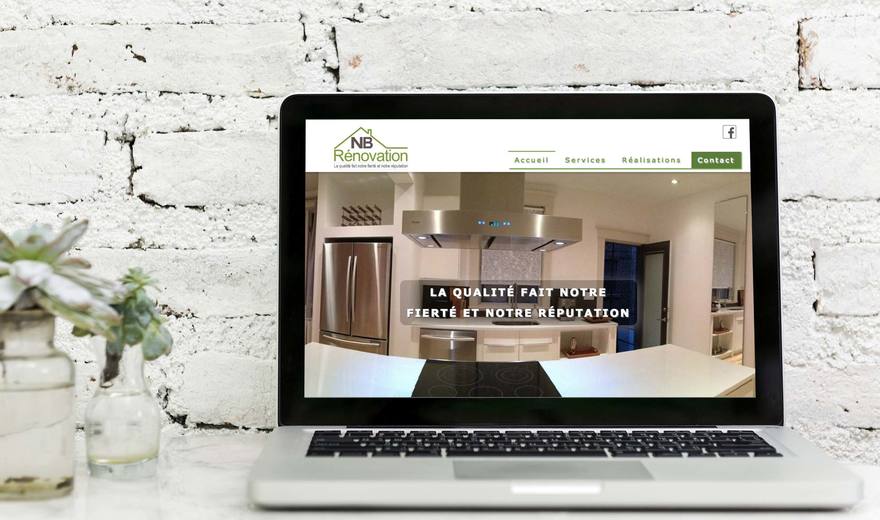 NB
Rénovation
La qualité fait notre fierté et notre réputation
Accueil Services Réalisations Contact
LA QUALITÉ FAIT NOTRE
FIERTÉ ET NOTRE RÉPUTATION